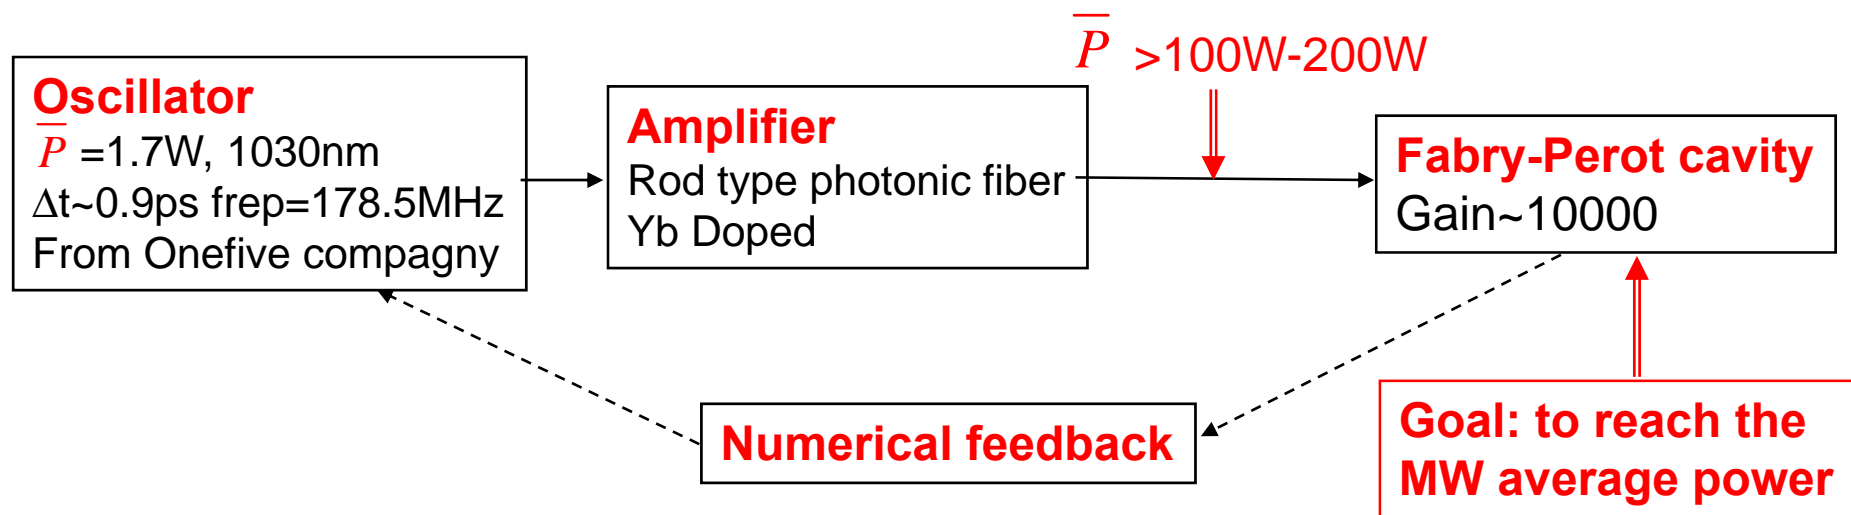 P >100W-200W
Oscillator
P =1.7W, 1030nm
Δt~0.9ps frep=178.5MHz
From Onefive compagny
Amplifier
Rod type photonic fiber
Yb Doped
Fabry-Perot cavity
Gain~10000
Numerical feedback
Goal: to reach the
MW average power